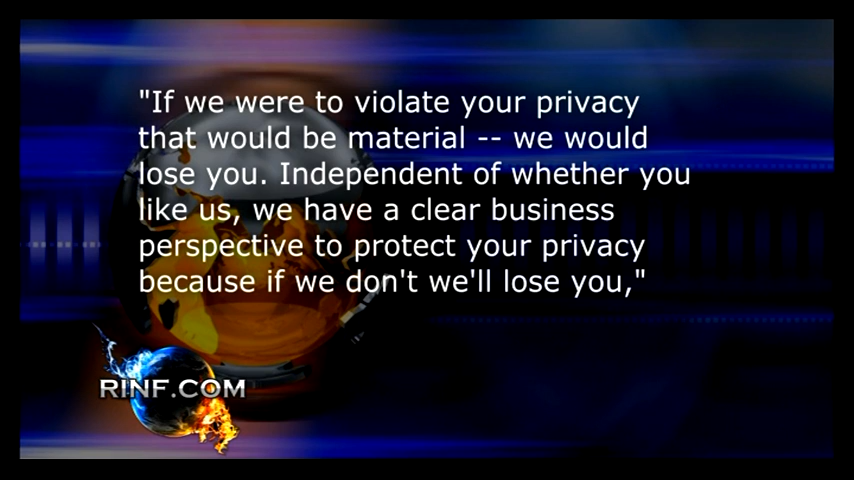 "If we were to violate your privacy
that would be material -- we would
lose you. Independent of whether you
like us, we have a clear business
perspective to protect your privacy
because if we don't we'll lose you,"
RINF.COM